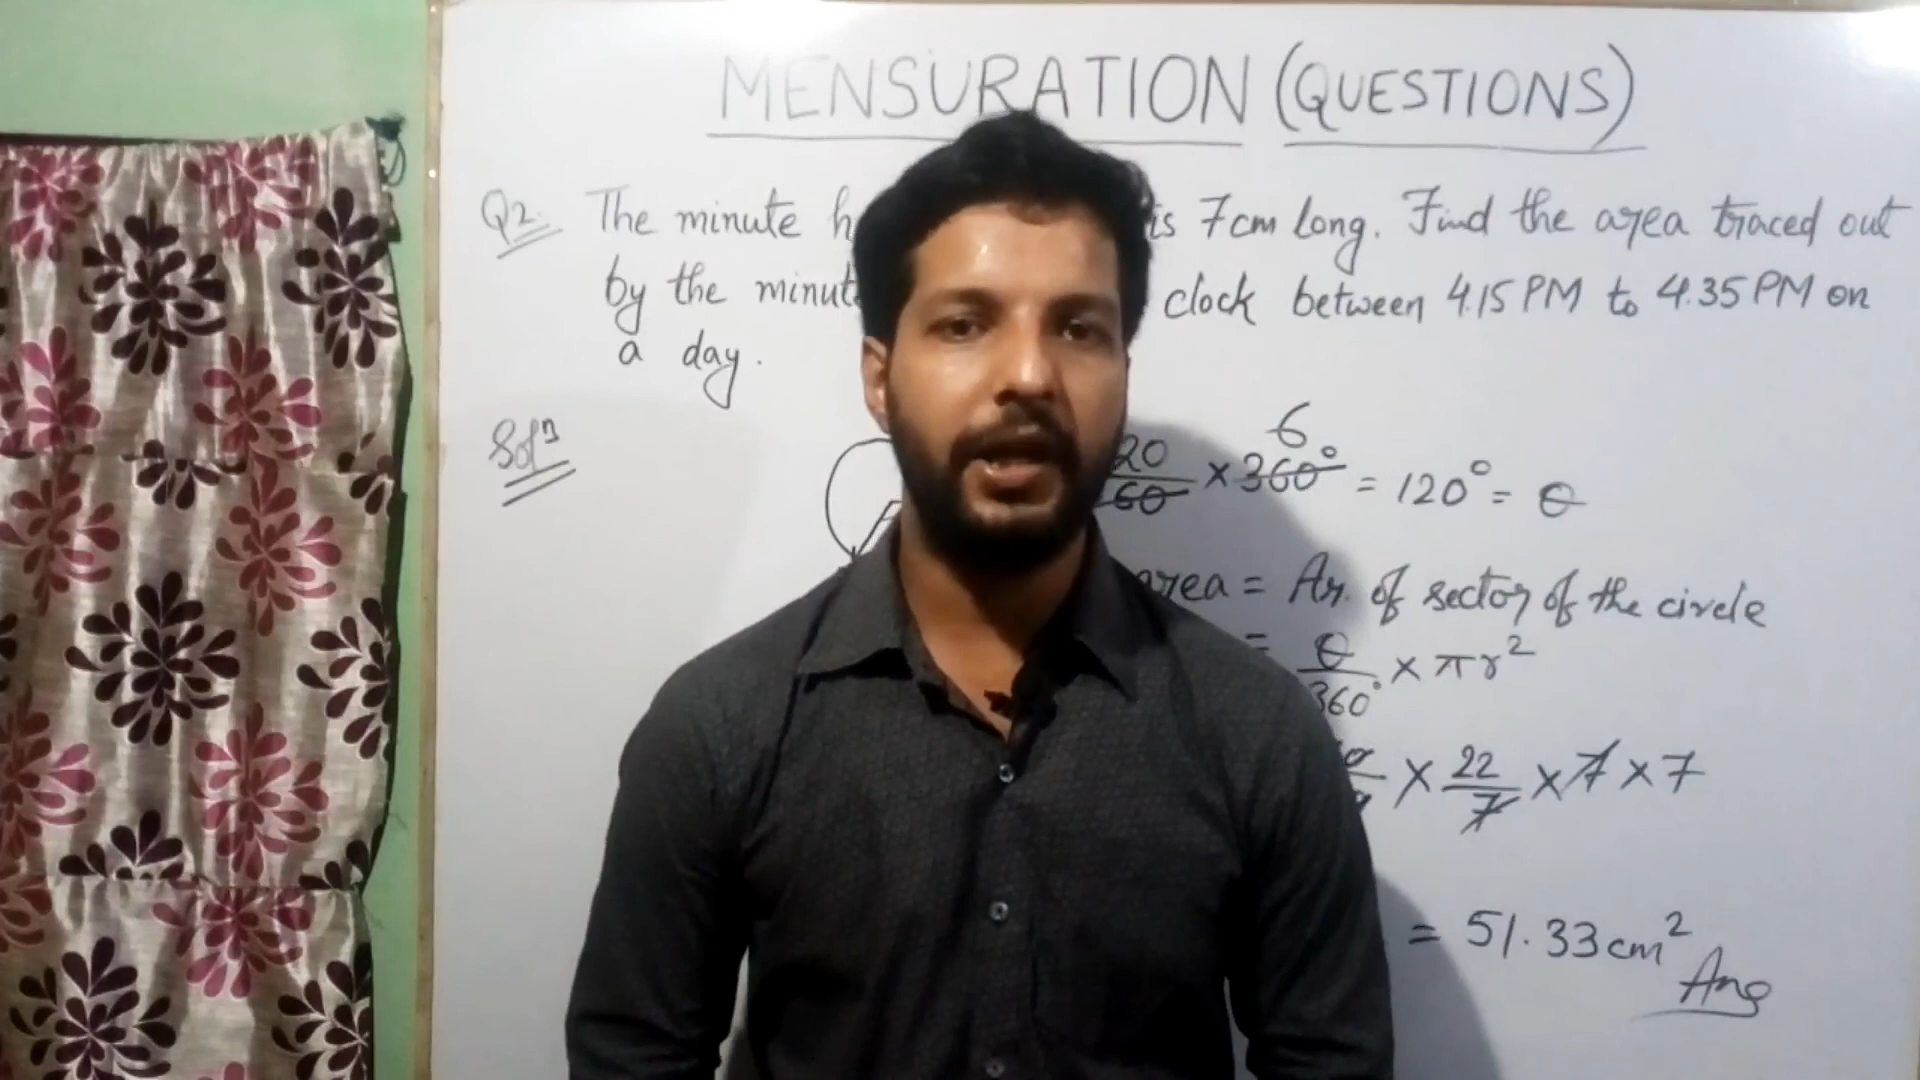 MENSURATION (QUESTIONS)
Q2. The minute is 7cm long. Find the area traced out
by the clock between 4.15 PM to 4.35 PM on
a day.
Solⁿ
6
20/60 × 360° = 120° = θ
area = Ar. of sector of the circle
= θ/360° × πr²
× 22/7 × 7 × 7
= 51.33 cm²
Ans